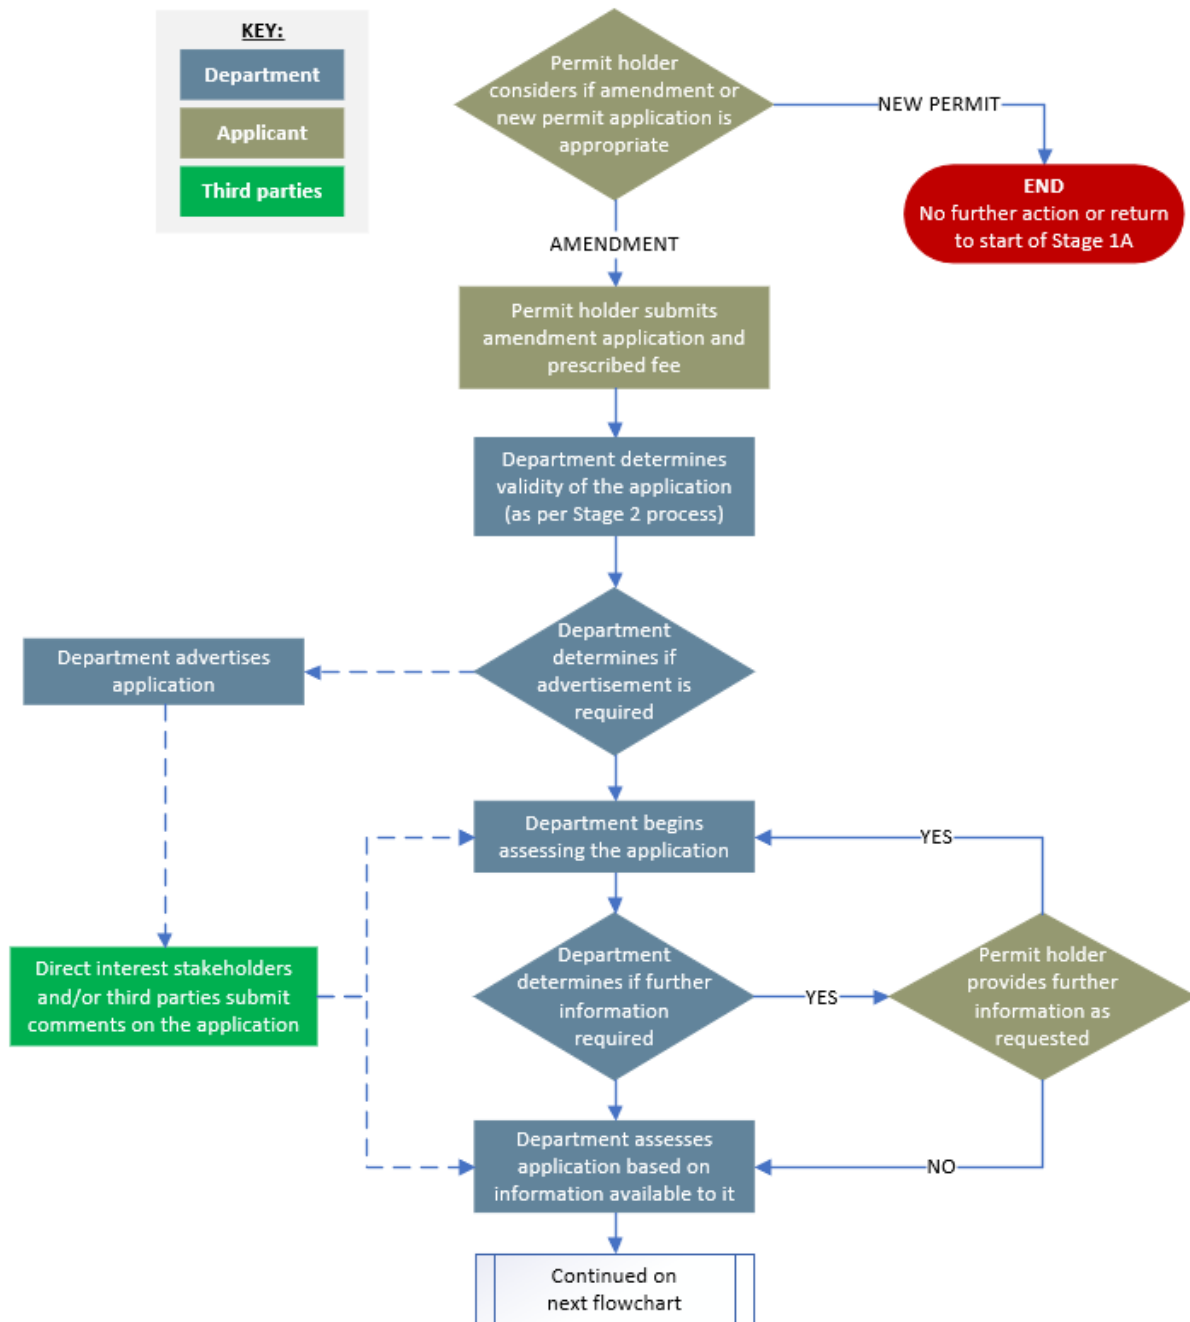 KEY:
Department
Applicant
Third parties
Permit holder
considers if amendment or
new permit application is
appropriate
NEW PERMIT
END
No further action or return
to start of Stage 1A
AMENDMENT
Permit holder submits
amendment application and
prescribed fee
Department determines
validity of the application
(as per Stage 2 process)
Department
determines if
advertisement is
required
Department advertises
application
Department begins
assessing the application
YES
Direct interest stakeholders
and/or third parties submit
comments on the application
Department
determines if further
information
required
YES
Permit holder
provides further
information as
requested
Department assesses
application based on
information available to it
NO
Continued on
next flowchart